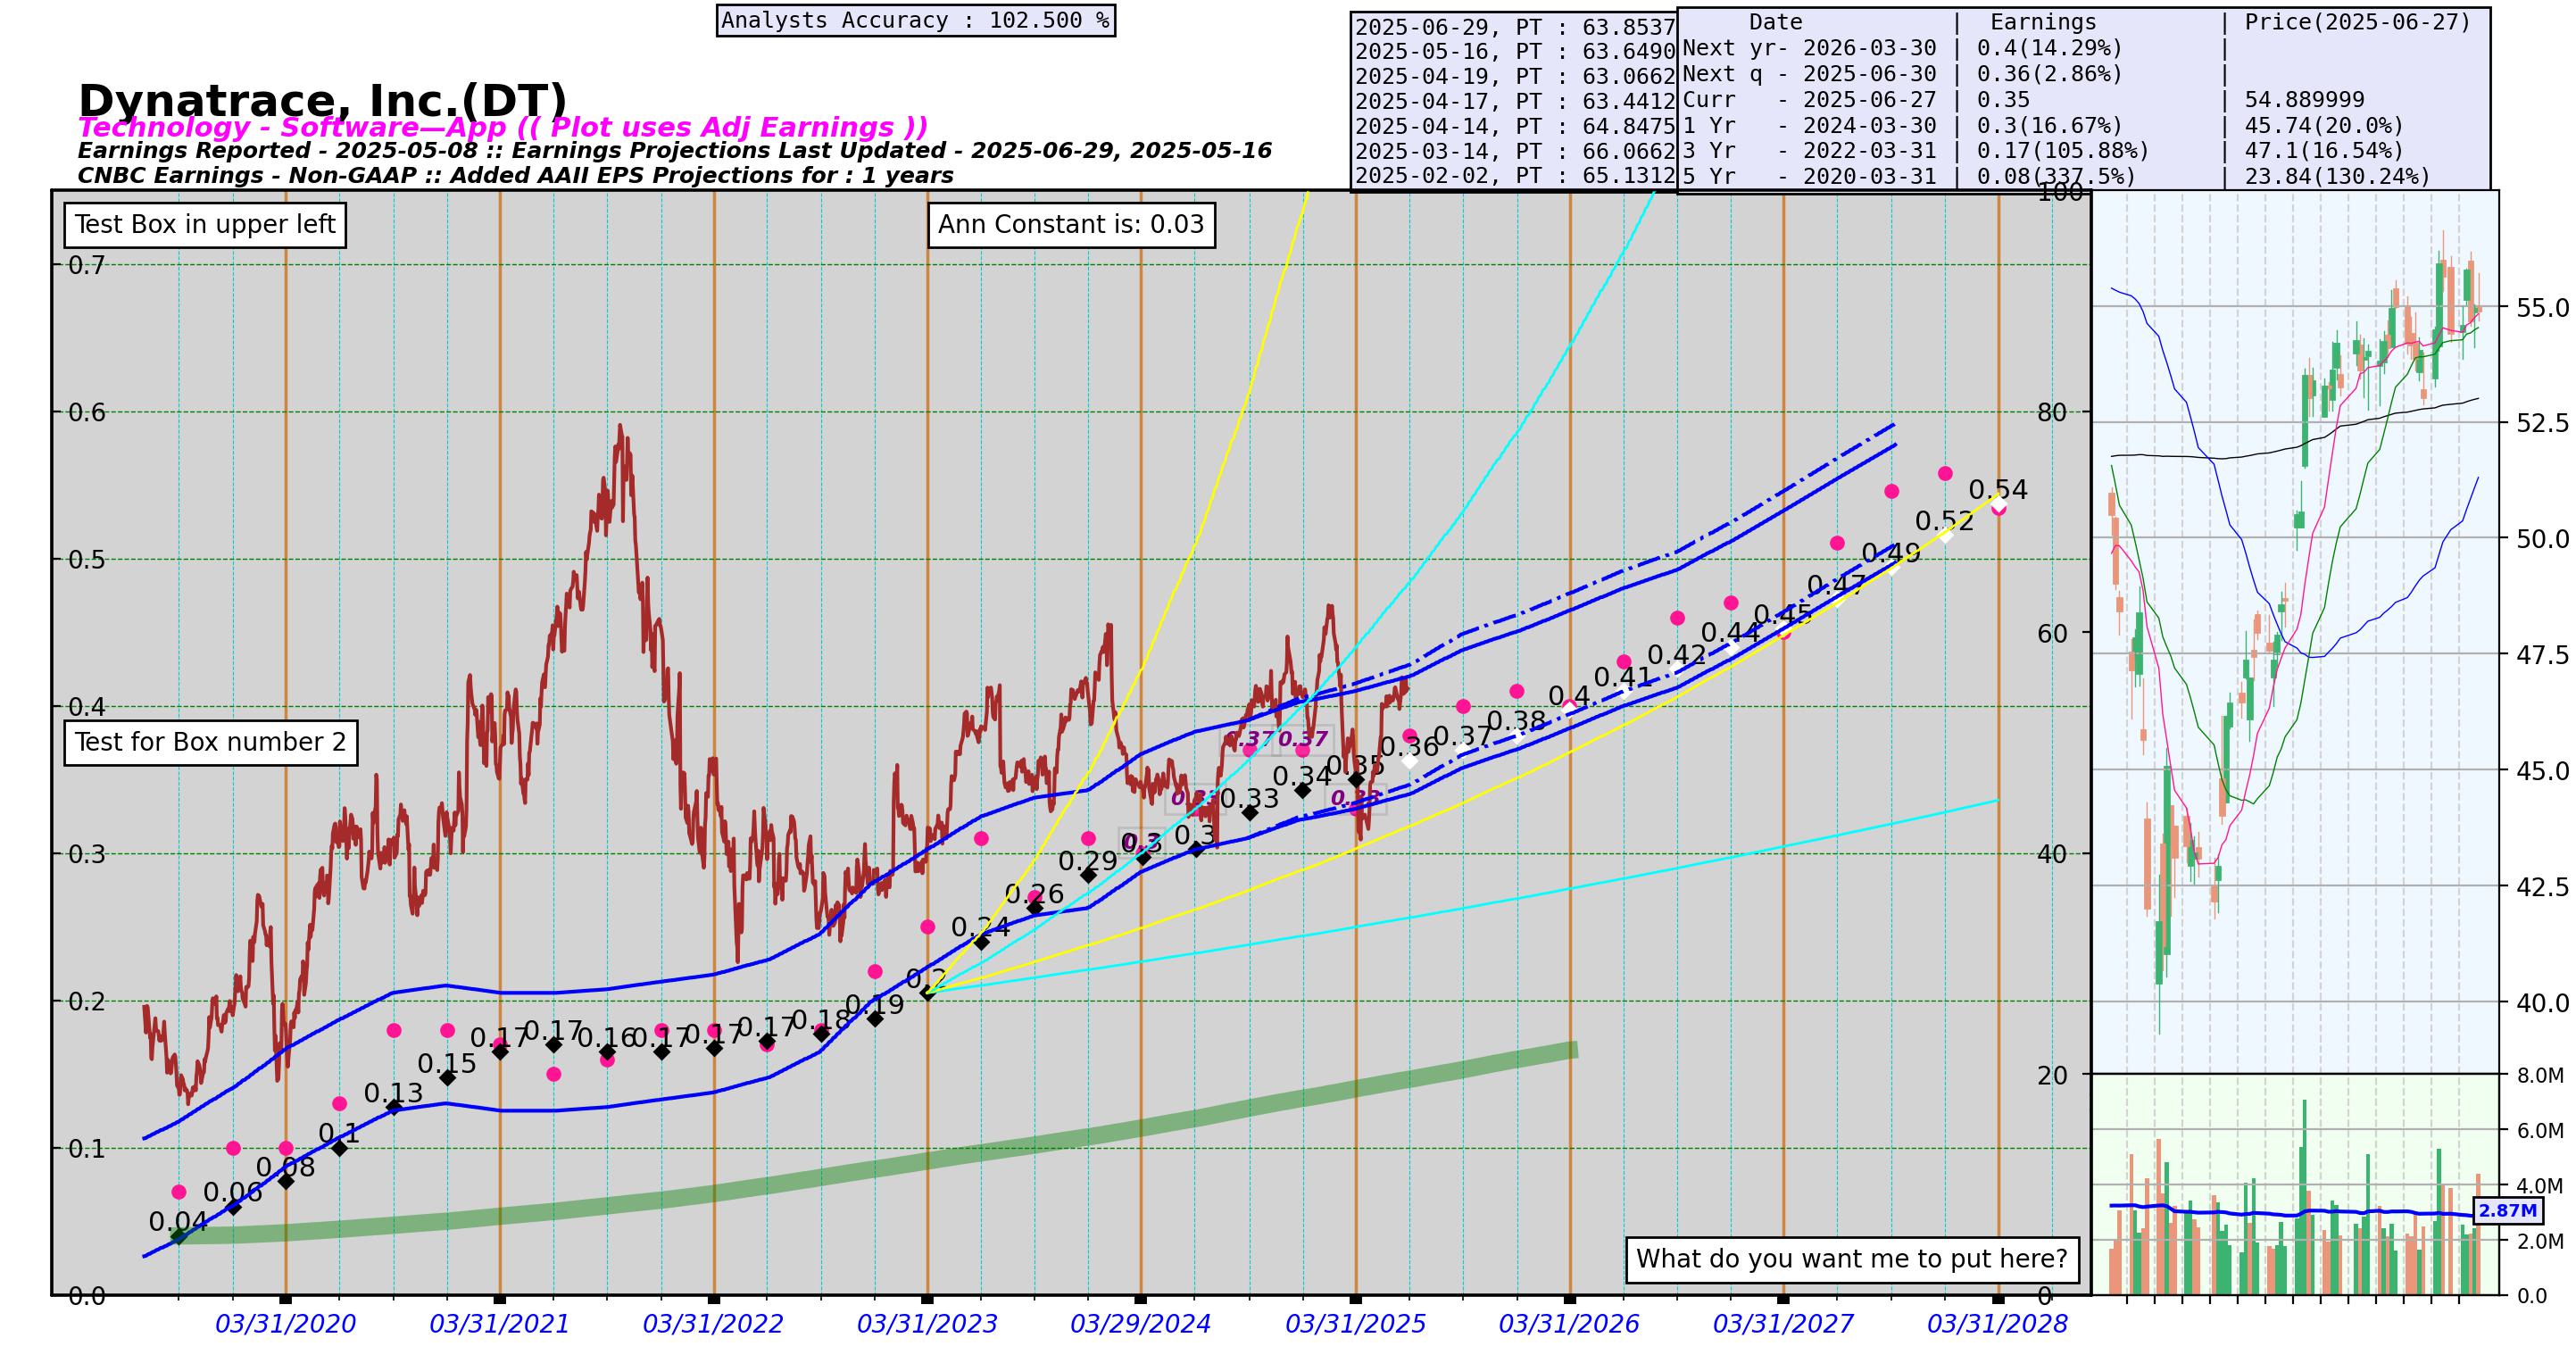 Analysts Accuracy : 102.500 %
2025-06-29, PT : 63.8537
2025-05-16, PT : 63.6490
2025-04-19, PT : 63.0662
2025-04-17, PT : 63.4412
2025-04-14, PT : 64.8475
2025-03-14, PT : 66.0662
2025-02-02, PT : 65.1312
Date | Earnings | Price(2025-06-27)
Next yr- 2026-03-30 | 0.4(14.29%) |
Next q - 2025-06-30 | 0.36(2.86%) |
Curr - 2025-06-27 | 0.35 | 54.889999
1 Yr - 2024-03-30 | 0.3(16.67%) | 45.74(20.0%)
3 Yr - 2022-03-31 | 0.17(105.88%) | 47.1(16.54%)
5 Yr - 2020-03-31 | 0.08(337.5%) | 23.84(130.24%)
Dynatrace, Inc.(DT)
Technology - Software—App (( Plot uses Adj Earnings ))
Earnings Reported - 2025-05-08 :: Earnings Projections Last Updated - 2025-06-29, 2025-05-16
CNBC Earnings - Non-GAAP :: Added AAII EPS Projections for : 1 years
Test Box in upper left
Ann Constant is: 0.03
Test for Box number 2
What do you want me to put here?
0.7
0.6
0.5
0.4
0.3
0.2
0.1
0.0
100
80
60
40
20
0
0.04
0.06
0.08
0.1
0.13
0.15
0.17
0.17
0.16
0.17
0.17
0.17
0.18
0.19
0.2
0.24
0.26
0.29
0.3
0.3
0.33
0.34
0.35
0.36
0.37
0.38
0.4
0.41
0.42
0.44
0.45
0.47
0.49
0.52
0.54
0.3
0.33
0.37
0.37
0.33
03/31/2020
03/31/2021
03/31/2022
03/31/2023
03/29/2024
03/31/2025
03/31/2026
03/31/2027
03/31/2028
55.0
52.5
50.0
47.5
45.0
42.5
40.0
8.0M
6.0M
4.0M
2.87M
2.0M
0.0